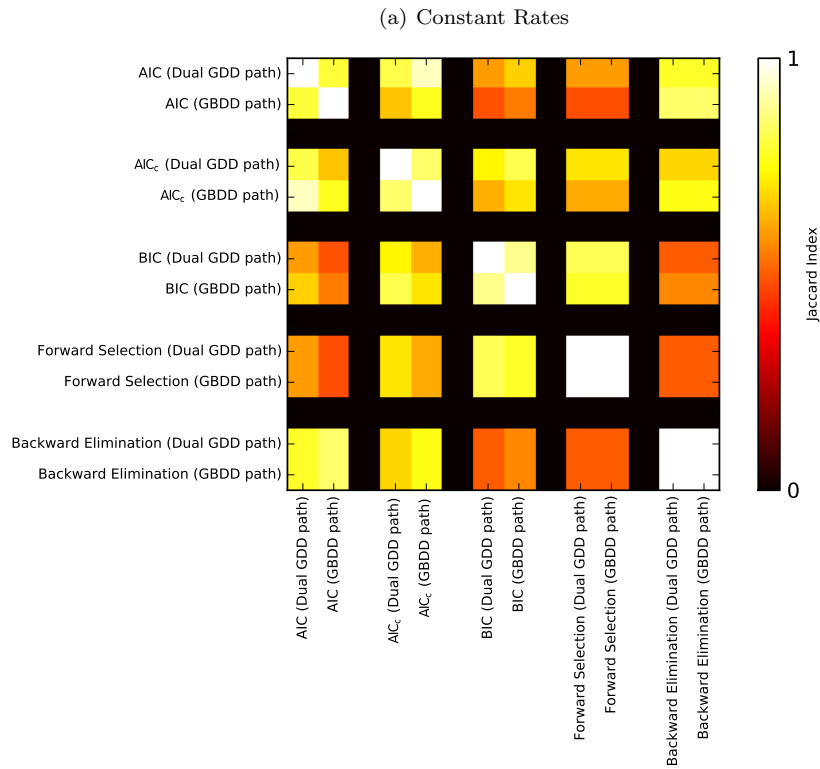 (a) Constant Rates
AIC (Dual GDD path)
AIC (GBDD path)
AICc (Dual GDD path)
AICc (GBDD path)
BIC (Dual GDD path)
BIC (GBDD path)
Forward Selection (Dual GDD path)
Forward Selection (GBDD path)
Backward Elimination (Dual GDD path)
Backward Elimination (GBDD path)
AIC (Dual GDD path)
AIC (GBDD path)
AICc (Dual GDD path)
AICc (GBDD path)
BIC (Dual GDD path)
BIC (GBDD path)
Forward Selection (Dual GDD path)
Forward Selection (GBDD path)
Backward Elimination (Dual GDD path)
Backward Elimination (GBDD path)
1
0
Jaccard Index